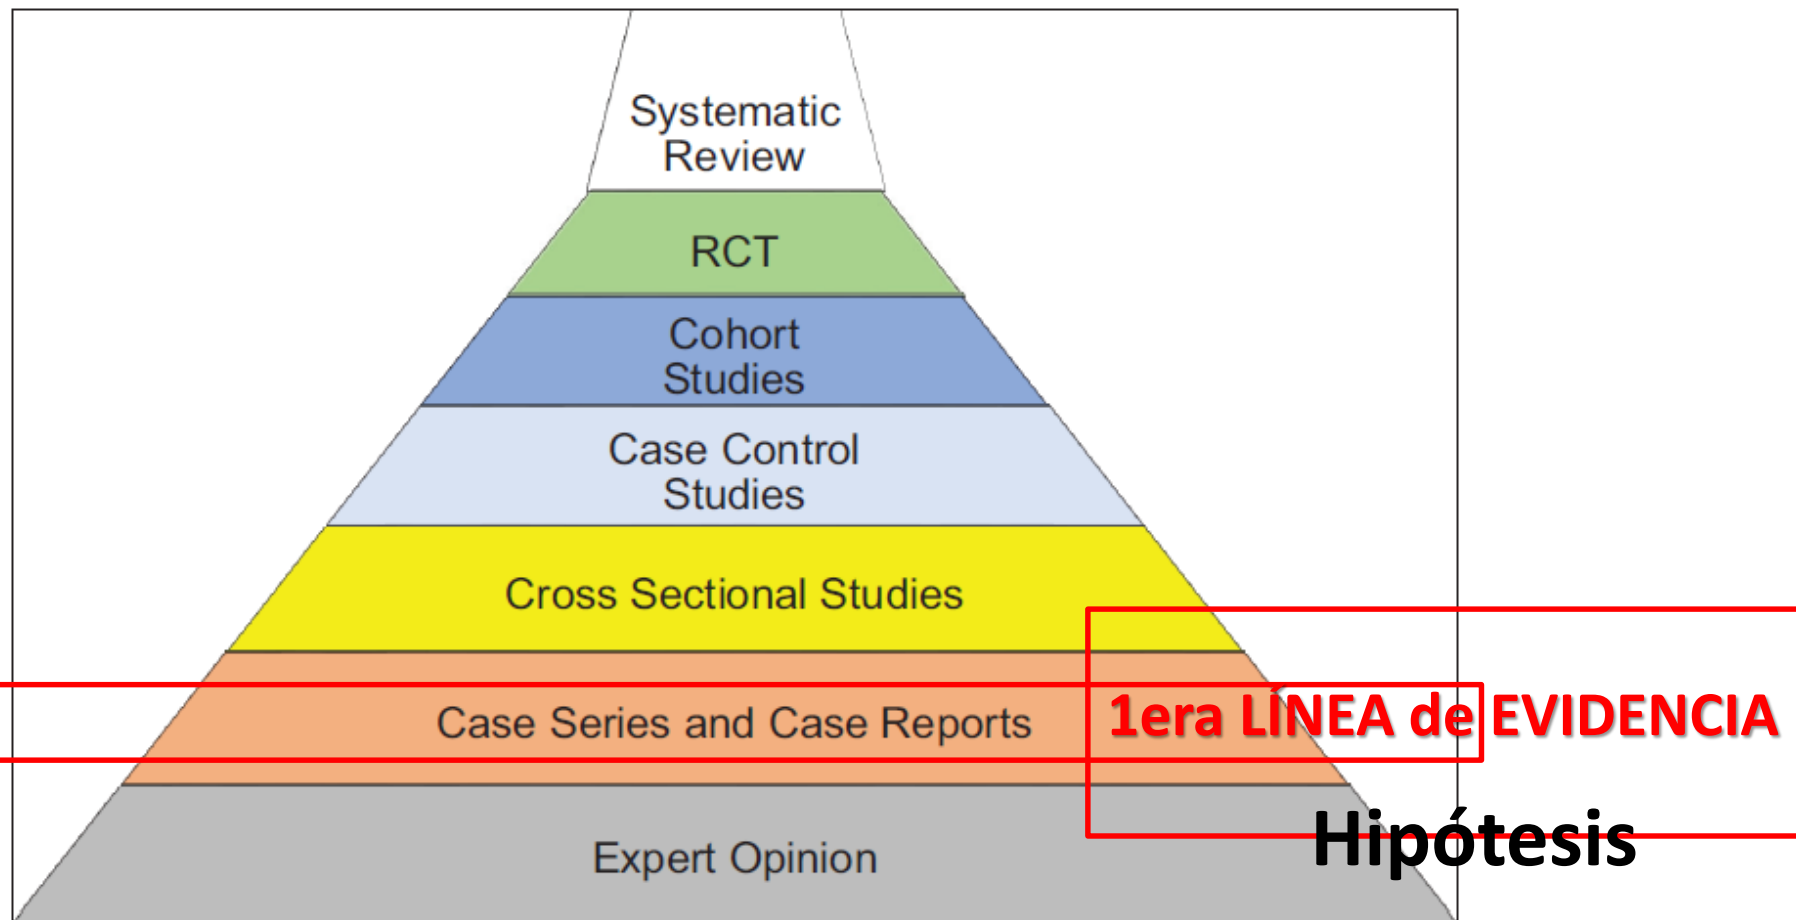 Systematic
Review
RCT
Cohort
Studies
Case Control
Studies
Cross Sectional Studies
Case Series and Case Reports
1era LÍNEA de EVIDENCIA
Hipótesis
Expert Opinion